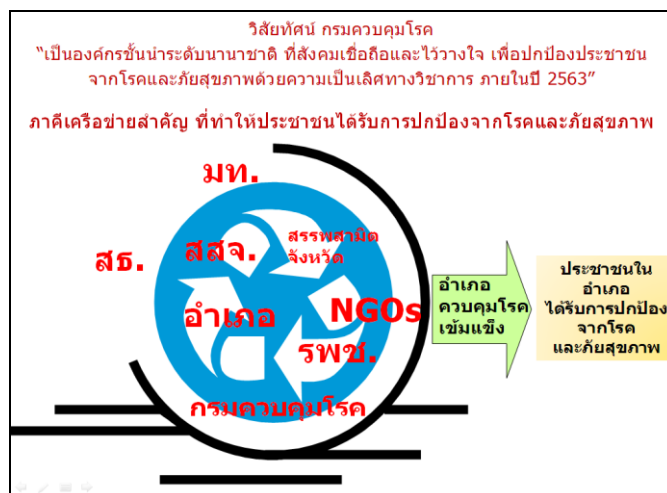 วิสัยทัศน์ กรมควบคุมโรค
“เป็นองค์กรชั้นนำระดับนานาชาติ ที่สังคมเชื่อถือและไว้วางใจ เพื่อปกป้องประชาชน
จากโรคและภัยสุขภาพด้วยความเป็นเลิศทางวิชาการ ภายในปี 2563”
ภาคีเครือข่ายสำคัญ ที่ทำให้ประชาชนได้รับการปกป้องจากโรคและภัยสุขภาพ
มท.
สธ.
สสจ.
สรรพสามิต
จังหวัด
อำเภอ
NGOs
รพช.
กรมควบคุมโรค
อำเภอ
ควบคุมโรค
เข้มแข็ง
ประชาชนใน
อำเภอ
ได้รับการปกป้อง
จากโรค
และภัยสุขภาพ